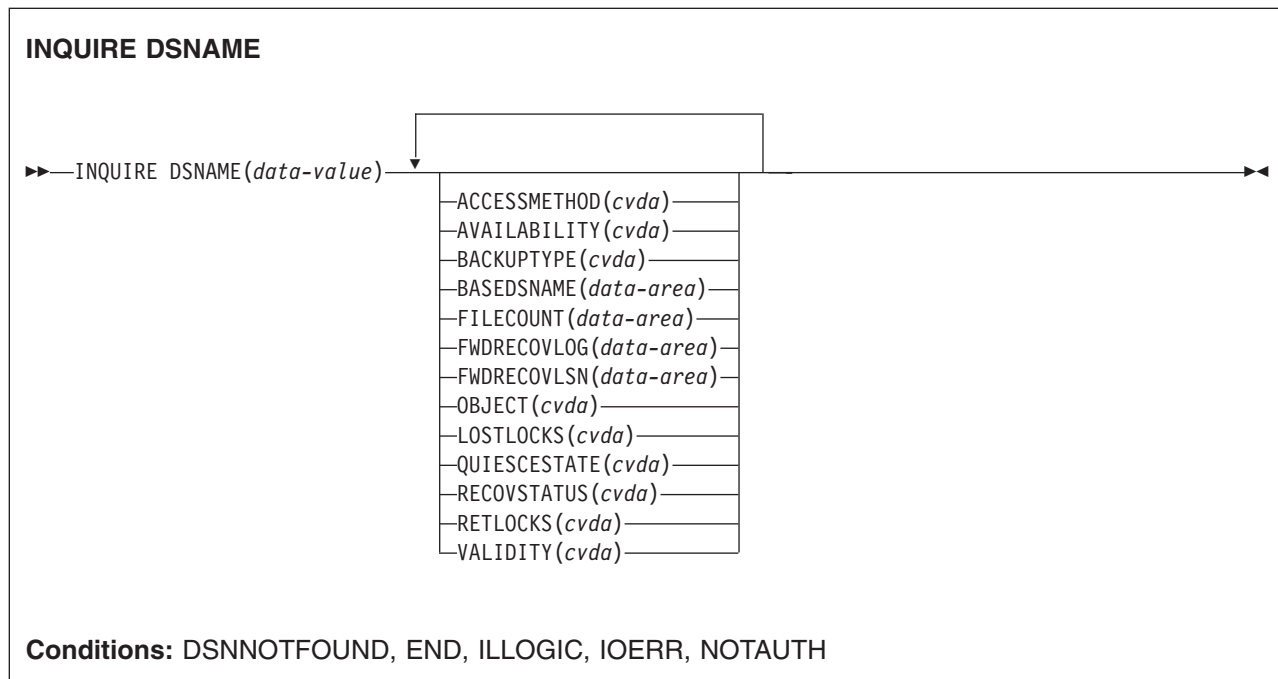 INQUIRE DSNAME
INQUIRE DSNAME(data-value)
ACCESSMETHOD(cvda)
AVAILABILITY(cvda)
BACKUPTYPE(cvda)
BASEDSNAME(data-area)
FILECOUNT(data-area)
FWDRECOVLOG(data-area)
FWDRECOVLSN(data-area)
OBJECT(cvda)
LOSTLOCKS(cvda)
QUIESCESTATE(cvda)
RECOVSTATUS(cvda)
RETLOCKS(cvda)
VALIDITY(cvda)
Conditions: DSNNOTFOUND, END, ILLOGIC, IOERR, NOTAUTH